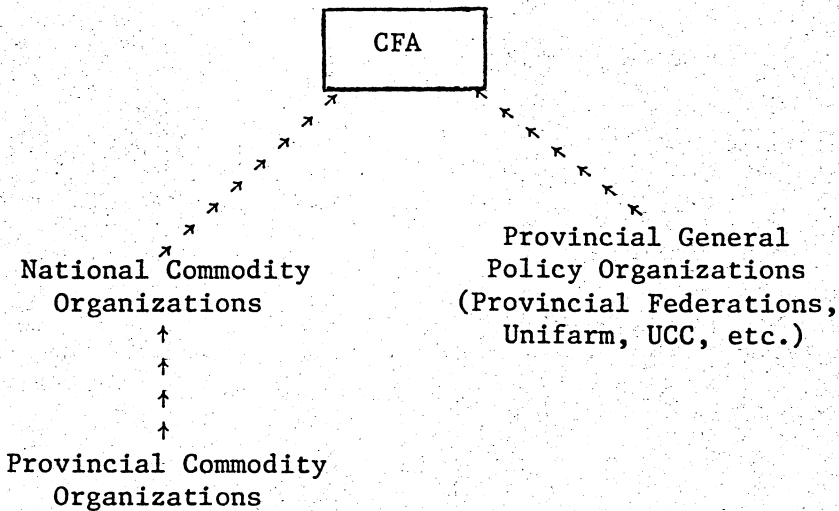 CFA
National Commodity
Organizations
Provincial General
Policy Organizations
(Provincial Federations,
Unifarm, UCC, etc.)
Provincial Commodity
Organizations